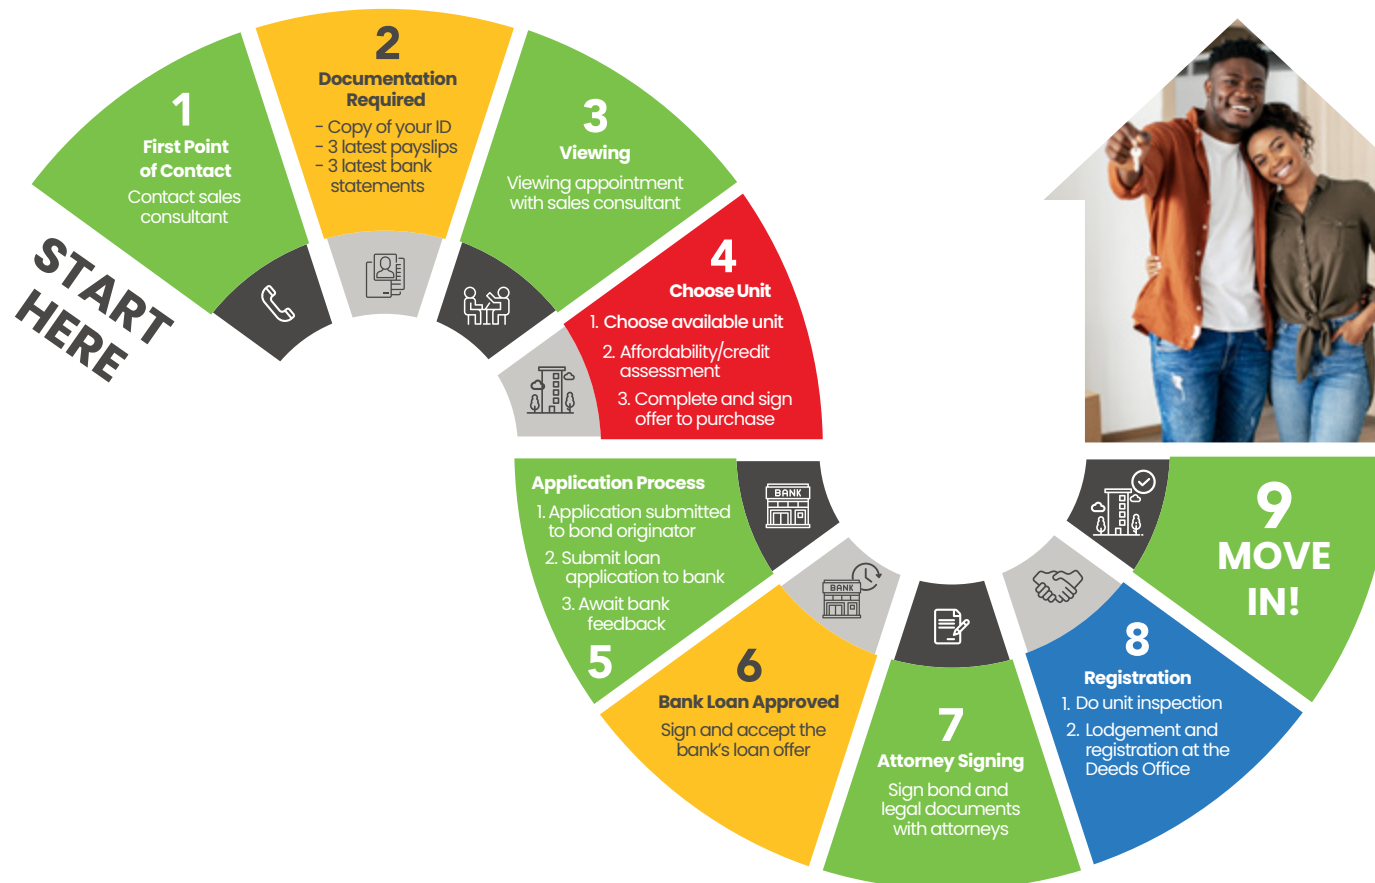 START
HERE
1
First Point
of Contact
Contact sales
consultant
2
Documentation
Required
- Copy of your ID
- 3 latest payslips
- 3 latest bank
statements
3
Viewing
Viewing appointment
with sales consultant
4
Choose Unit
1. Choose available unit
2. Affordability/credit
assessment
3. Complete and sign
offer to purchase
Application Process
1. Application submitted
to bond originator
2. Submit loan
application to bank
3. Await bank
feedback
5
BANK
6
Bank Loan Approved
Sign and accept the
bank's loan offer
BANK
7
Attorney Signing
Sign bond and
legal documents
with attorneys
8
Registration
1. Do unit inspection
2. Lodgement and
registration at the
Deeds Office
9
MOVE
IN!